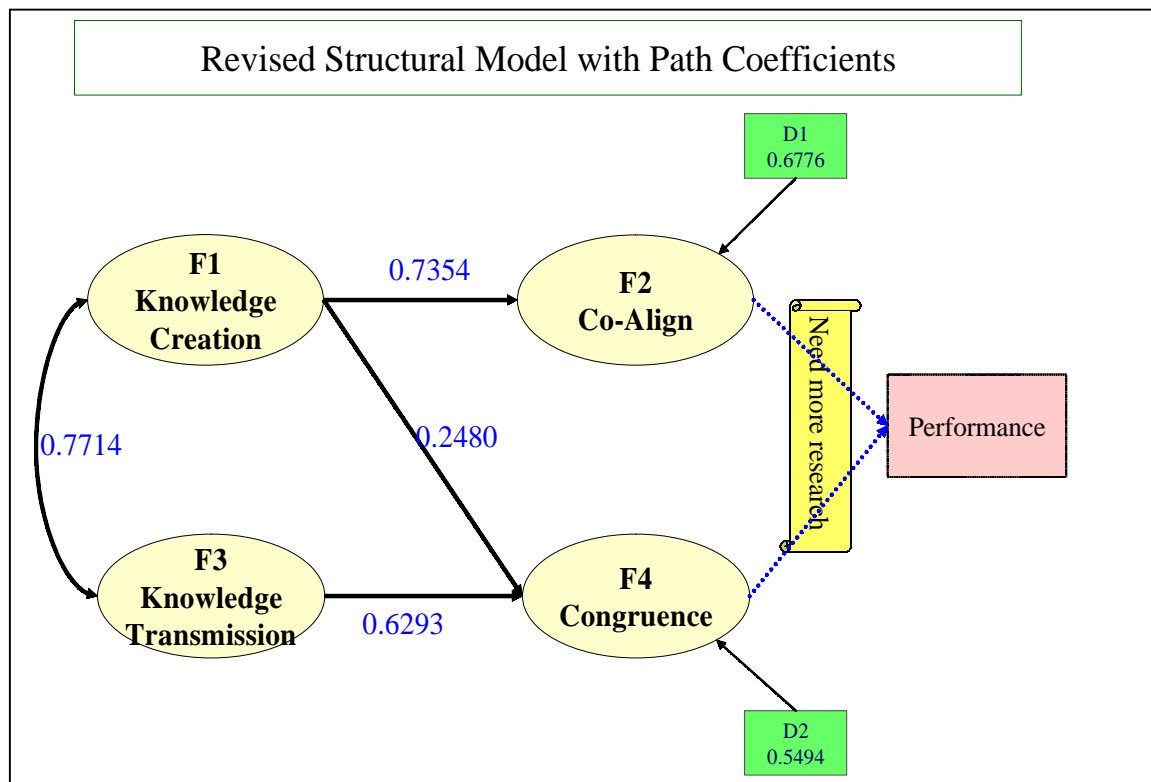 Revised Structural Model with Path Coefficients
D1
0.6776
F1
Knowledge
Creation
0.7354
F2
Co-Align
Need more research
Performance
0.2480
0.7714
F3
Knowledge
Transmission
0.6293
F4
Congruence
D2
0.5494